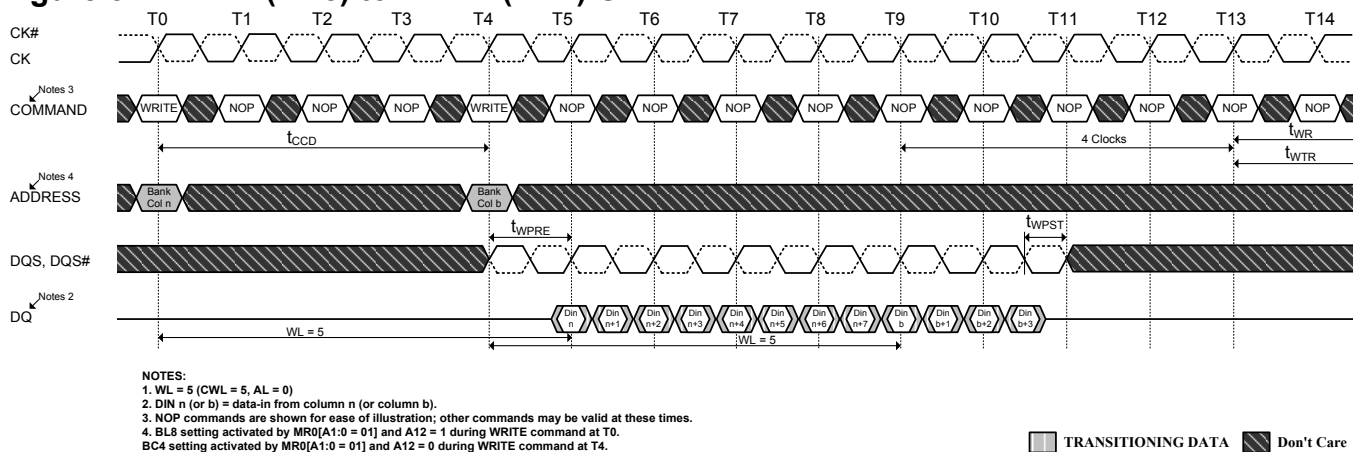 T0 T1 T2 T3 T4 T5 T6 T7 T8 T9 T10 T11 T12 T13 T14
CK#
CK
Notes 3
COMMAND
WRITE NOP NOP NOP WRITE NOP NOP NOP NOP NOP NOP NOP NOP NOP NOP
tCCD
4 Clocks
tWR
tWTR
Notes 4
ADDRESS
Bank Bank
Col n Col b
tWPRE
tWPST
DQS, DQS#
Notes 2
DQ
Din Din Din Din Din Din Din Din Din Din Din Din
n n+1 n+2 n+3 n+4 n+5 n+6 n+7 b b+1 b+2 b+3
WL = 5
WL = 5
NOTES:
1. WL = 5 (CWL = 5, AL = 0)
2. DIN n (or b) = data-in from column n (or column b).
3. NOP commands are shown for ease of illustration; other commands may be valid at these times.
4. BL8 setting activated by MR0[A1:0 = 01] and A12 = 1 during WRITE command at T0.
BC4 setting activated by MR0[A1:0 = 01] and A12 = 0 during WRITE command at T4.
TRANSITIONING DATA Don't Care